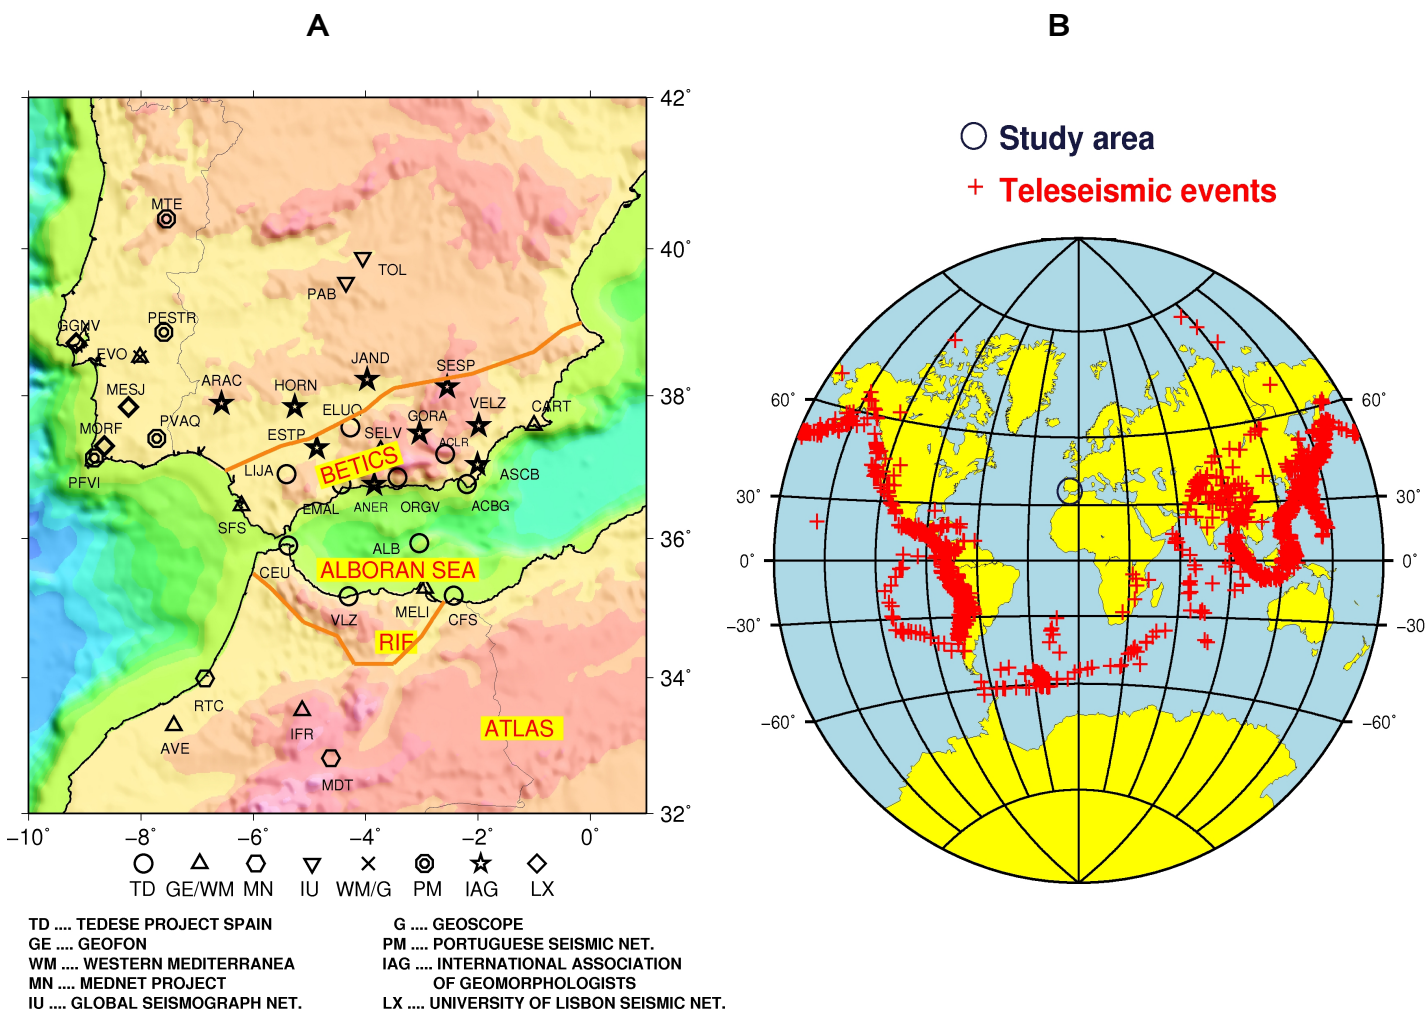 A
B
Study area
Teleseismic events
42°
40°
38°
36°
34°
32°
−10°
−8°
−6°
−4°
−2°
0°
MTE
TOL
PAB
GGNV
PESTR
EVO
MESJ
ARAC
HORN
JAND
SESP
ELUQ
GORA
VELZ
CART
MORF
PVAQ
ESTP
SELV
ACLR
PFVI
LIJA
BETICS
ASCB
SFS
EMAL
ANER
ORGV
ACBG
ALB
CEU
ALBORAN SEA
VLZ
MELI
CFS
RIF
RTC
AVE
IFR
ATLAS
MDT
TD GE/WM MN IU WM/G PM IAG LX
TD .... TEDESE PROJECT SPAIN
GE .... GEOFON
WM .... WESTERN MEDITERRANEA
MN .... MEDNET PROJECT
IU .... GLOBAL SEISMOGRAPH NET.
G .... GEOSCOPE
PM .... PORTUGUESE SEISMIC NET.
IAG .... INTERNATIONAL ASSOCIATION
OF GEOMORPHOLOGISTS
LX .... UNIVERSITY OF LISBON SEISMIC NET.
60° 60°
30° 30°
0° 0°
−30° −30
−60° −60°